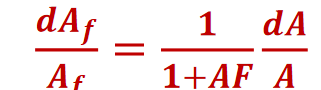 dA_f/A_f = 1/(1+AF) dA/A